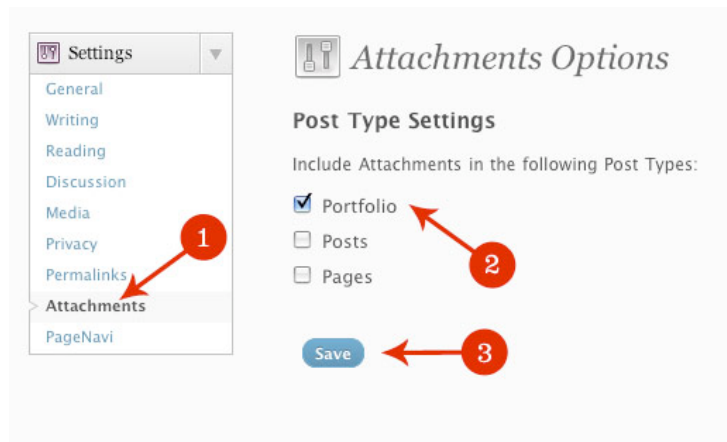 Settings
General
Writing
Reading
Discussion
Media
Privacy
Permalinks
Attachments
PageNavi
1
Attachments Options
Post Type Settings
Include Attachments in the following Post Types:
Portfolio
Posts
Pages
2
Save
3